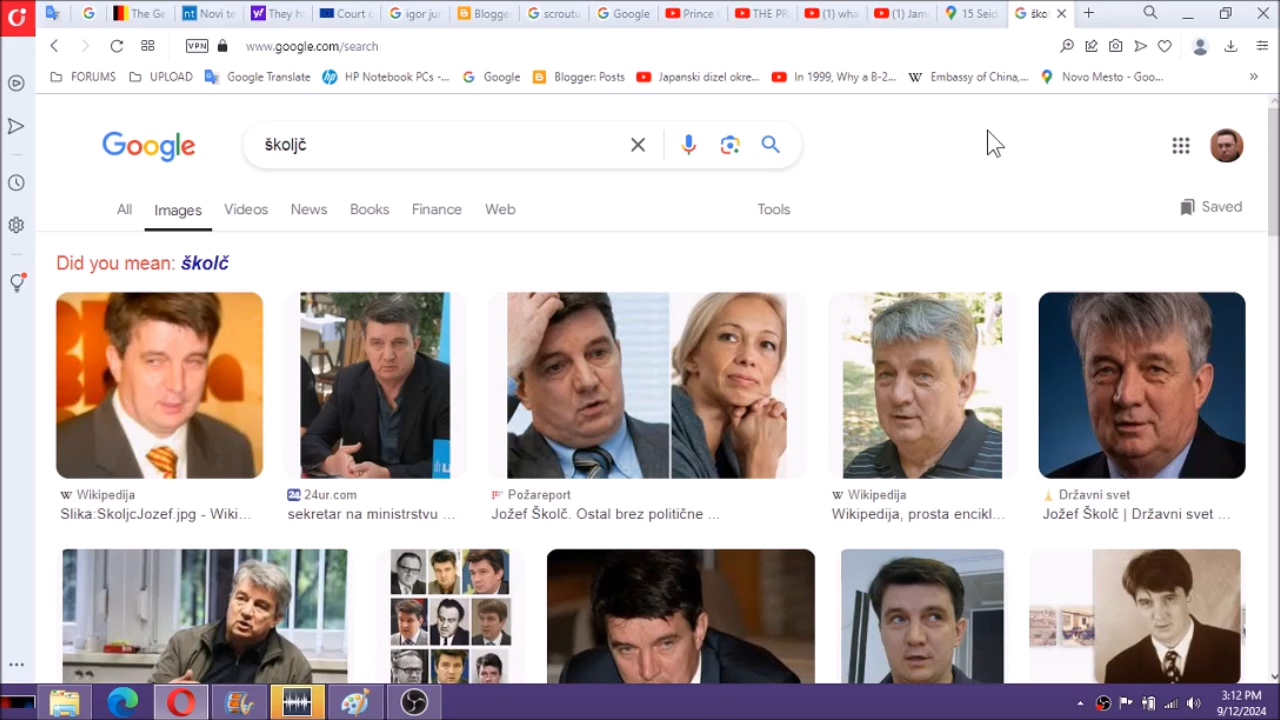 The Ge
Novi te
They h
Court c
igor jur
Blogge
scroutu
Google
Prince (
THE PR
(1) wha
(1) Jam
15 Seid
ško
VPN
www.google.com/search
FORUMS
UPLOAD
Google Translate
HP Notebook PCs -...
Google
Blogger: Posts
Japanski dizel okre...
In 1999, Why a B-2...
Embassy of China,...
Novo Mesto - Goo...
Google
školjč
All
Images
Videos
News
Books
Finance
Web
Tools
Saved
Did you mean: školč
Wikipedija
Slika:SkoljcJozef.jpg - Wiki...
24ur.com
sekretar na ministrstvu ...
Požareport
Jožef Školč. Ostal brez politične ...
Wikipedija
Wikipedija, prosta encikl...
Državni svet
Jožef Školč | Državni svet ...
3:12 PM
9/12/2024